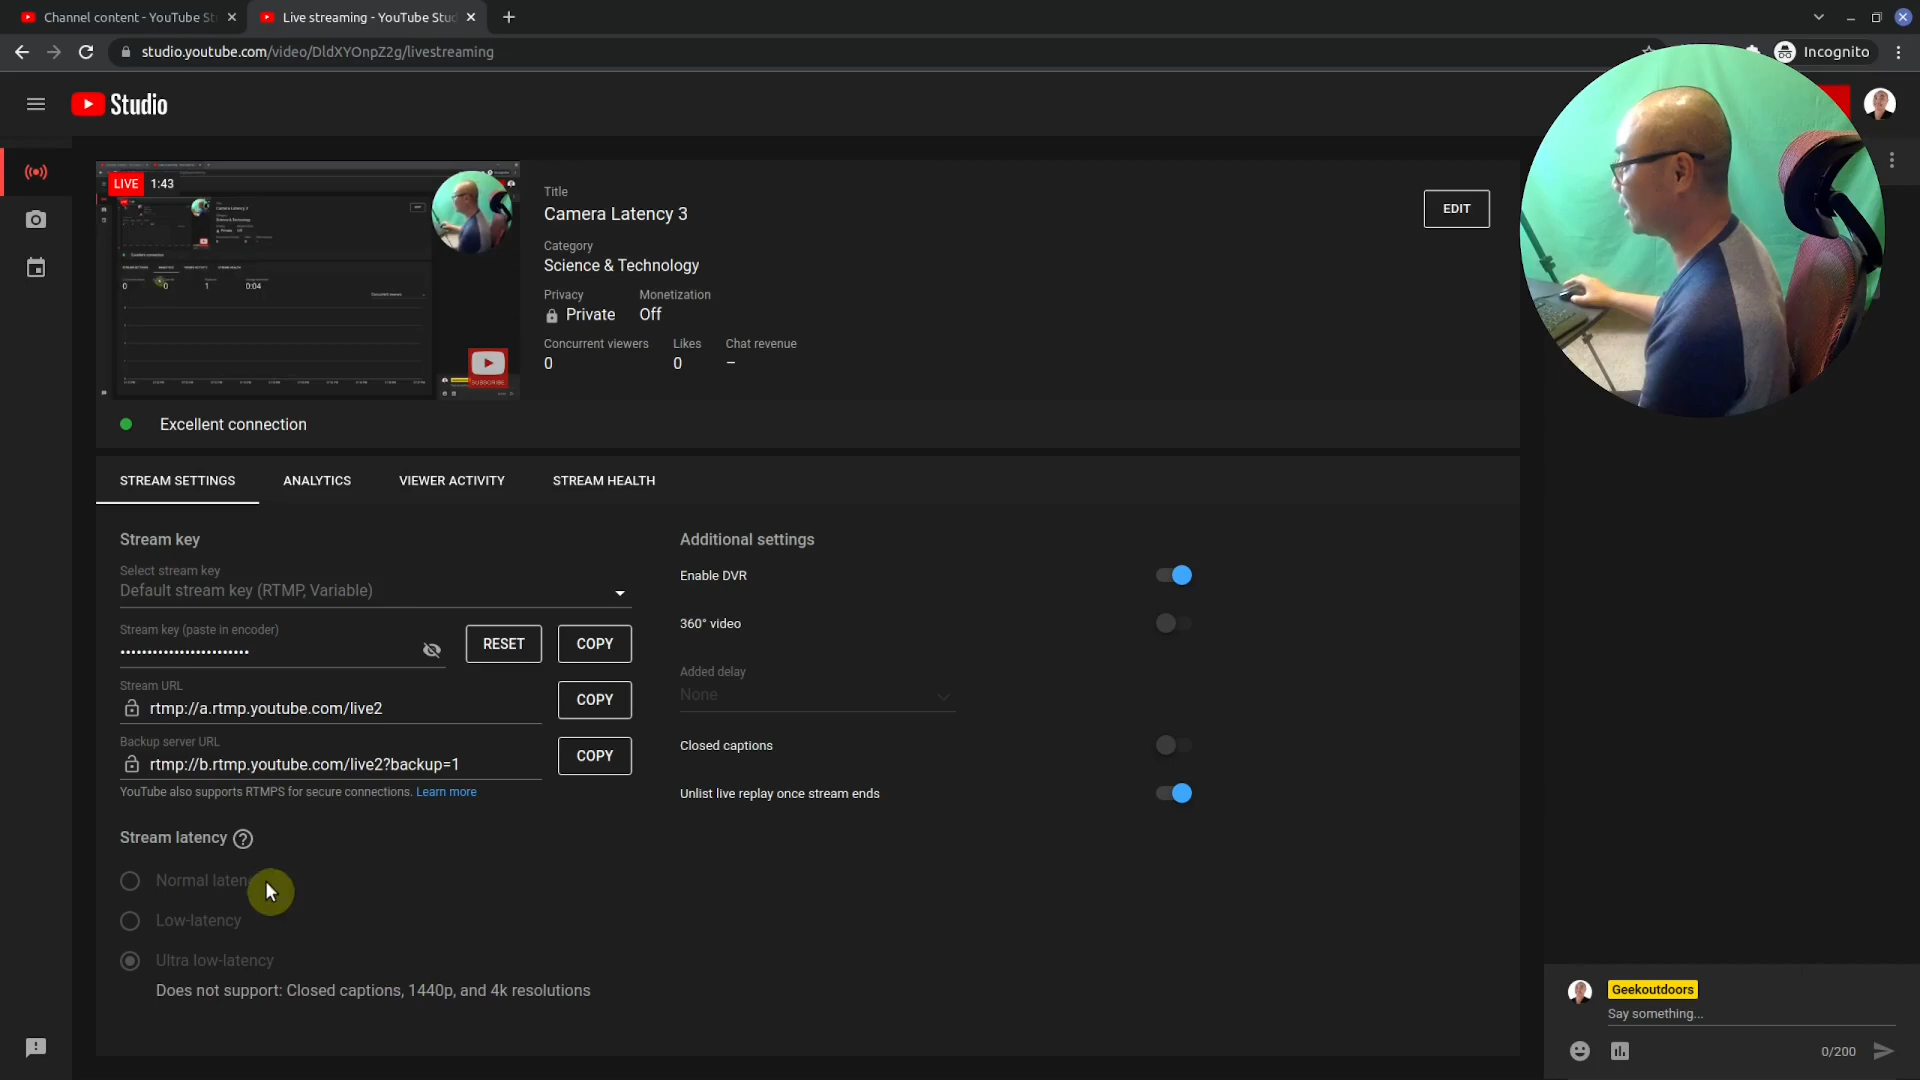 Channel content - YouTube St
Live streaming - YouTube Stud
studio.youtube.com/video/DldXYOnpZ2g/livestreaming
Incognito
Studio
LIVE 1:43
Title
Camera Latency 3
EDIT
Category
Science & Technology
Privacy
Monetization
Private
Off
Concurrent viewers
Likes
Chat revenue
0
0
–
SUBSCRIBE
Excellent connection
STREAM SETTINGS
ANALYTICS
VIEWER ACTIVITY
STREAM HEALTH
Stream key
Select stream key
Default stream key (RTMP, Variable)
Stream key (paste in encoder)
••••••••••••••••••••••••
RESET
COPY
Stream URL
rtmp://a.rtmp.youtube.com/live2
COPY
Backup server URL
rtmp://b.rtmp.youtube.com/live2?backup=1
COPY
YouTube also supports RTMPS for secure connections. Learn more
Stream latency
Normal laten
Low-latency
Ultra low-latency
Does not support: Closed captions, 1440p, and 4k resolutions
Additional settings
Enable DVR
360° video
Added delay
None
Closed captions
Unlist live replay once stream ends
Geekoutdoors
Say something...
0/200